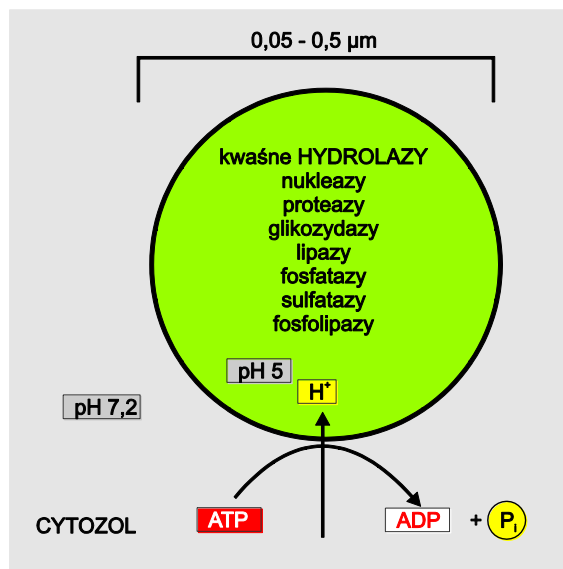 0,05 - 0,5 µm
kwaśne HYDROLAZY
nukleazy
proteazy
glikozydazy
lipazy
fosfatazy
sulfatazy
fosfolipazy
pH 5
H⁺
pH 7,2
CYTOZOL
ATP
ADP + Pᵢ